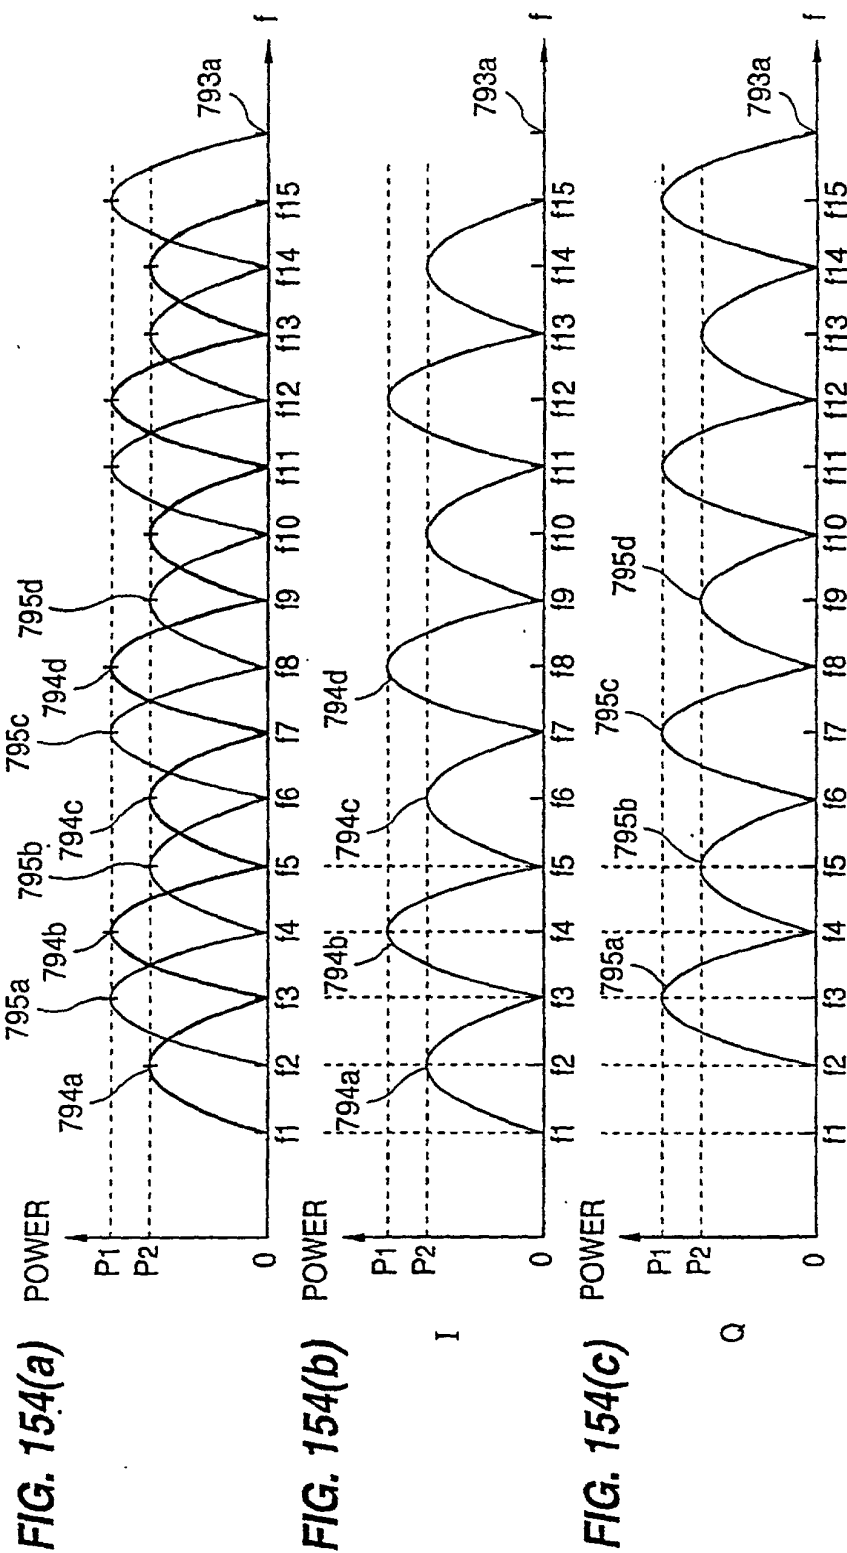 FIG. 154(a)
POWER
P1
P2
0
794a
795a
794b
795b
794c
795c
794d
795d
793a
f1 f2 f3 f4 f5 f6 f7 f8 f9 f10 f11 f12 f13 f14 f15
f
FIG. 154(b)
POWER
I
P1
P2
0
794a
794b
794c
794d
793a
f1 f2 f3 f4 f5 f6 f7 f8 f9 f10 f11 f12 f13 f14 f15
f
FIG. 154(c)
POWER
Q
P1
P2
0
795a
795b
795c
795d
793a
f1 f2 f3 f4 f5 f6 f7 f8 f9 f10 f11 f12 f13 f14 f15
f